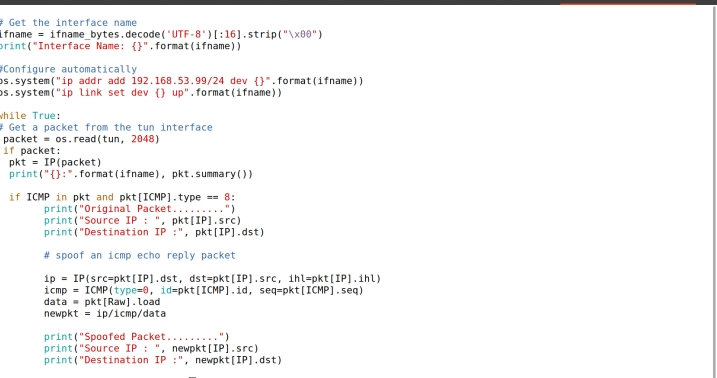 # Get the interface name
ifname = ifname_bytes.decode('UTF-8')[:16].strip("\x00")
print("Interface Name: {}".format(ifname))
#Configure automatically
os.system("ip addr add 192.168.53.99/24 dev {}".format(ifname))
os.system("ip link set dev {} up".format(ifname))
while True:
# Get a packet from the tun interface
packet = os.read(tun, 2048)
if packet:
pkt = IP(packet)
print("{}:".format(ifname), pkt.summary())
if ICMP in pkt and pkt[ICMP].type == 8:
print("Original Packet.........")
print("Source IP : ", pkt[IP].src)
print("Destination IP :", pkt[IP].dst)
# spoof an icmp echo reply packet
ip = IP(src=pkt[IP].dst, dst=pkt[IP].src, ihl=pkt[IP].ihl)
icmp = ICMP(type=0, id=pkt[ICMP].id, seq=pkt[ICMP].seq)
data = pkt[Raw].load
newpkt = ip/icmp/data
print("Spoofed Packet.........")
print("Source IP : ", newpkt[IP].src)
print("Destination IP :", newpkt[IP].dst)